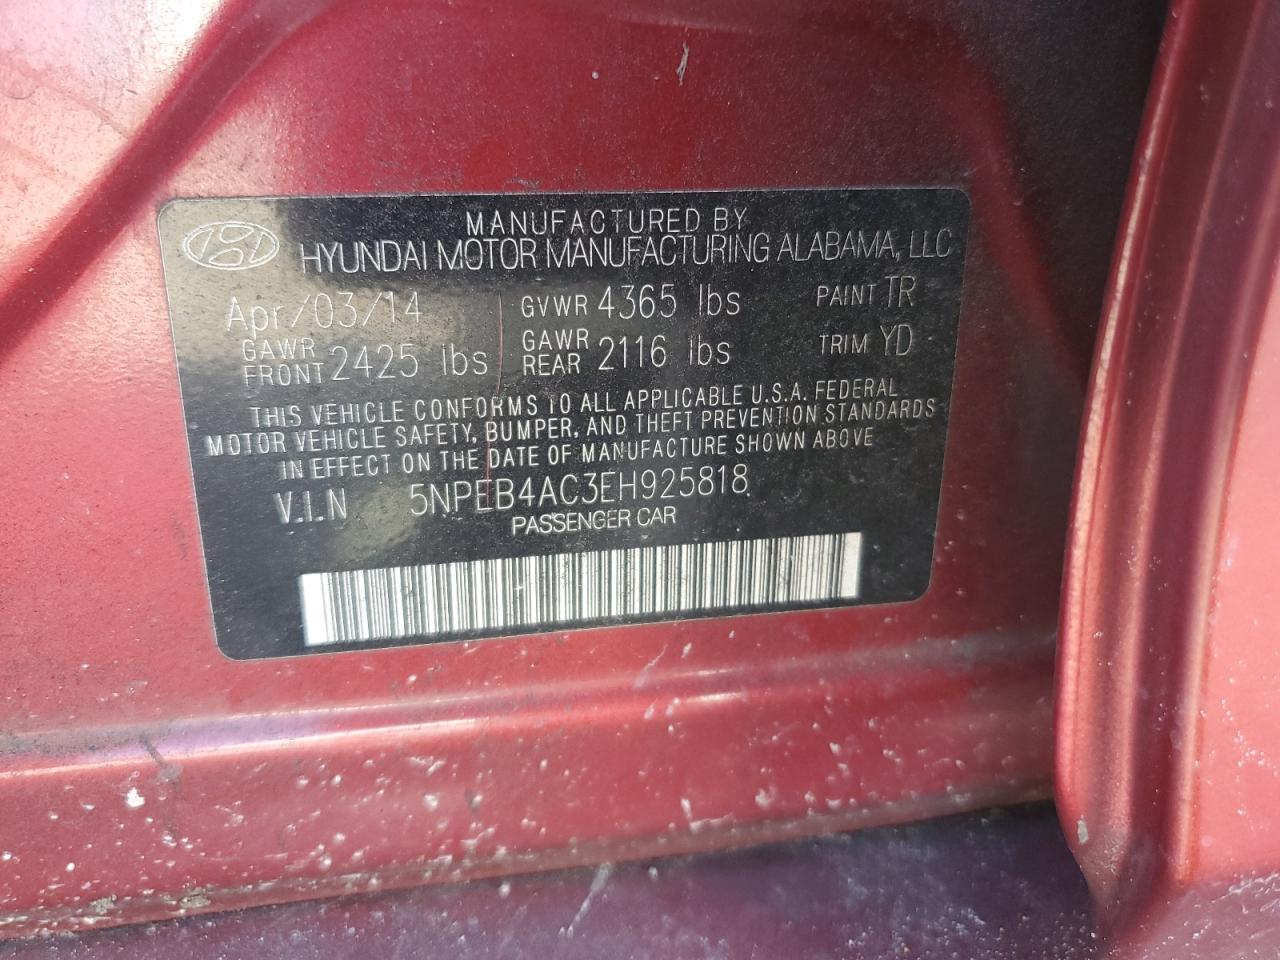 MANUFACTURED BY
HYUNDAI MOTOR MANUFACTURING ALABAMA, LLC
Apr/03/14 GVWR 4365 lbs PAINT TR
GAWR FRONT 2425 lbs GAWR REAR 2116 lbs TRIM YD
THIS VEHICLE CONFORMS TO ALL APPLICABLE U.S.A. FEDERAL
MOTOR VEHICLE SAFETY, BUMPER, AND THEFT PREVENTION STANDARDS
IN EFFECT ON THE DATE OF MANUFACTURE SHOWN ABOVE
V.I.N 5NPEB4AC3EH925818
PASSENGER CAR